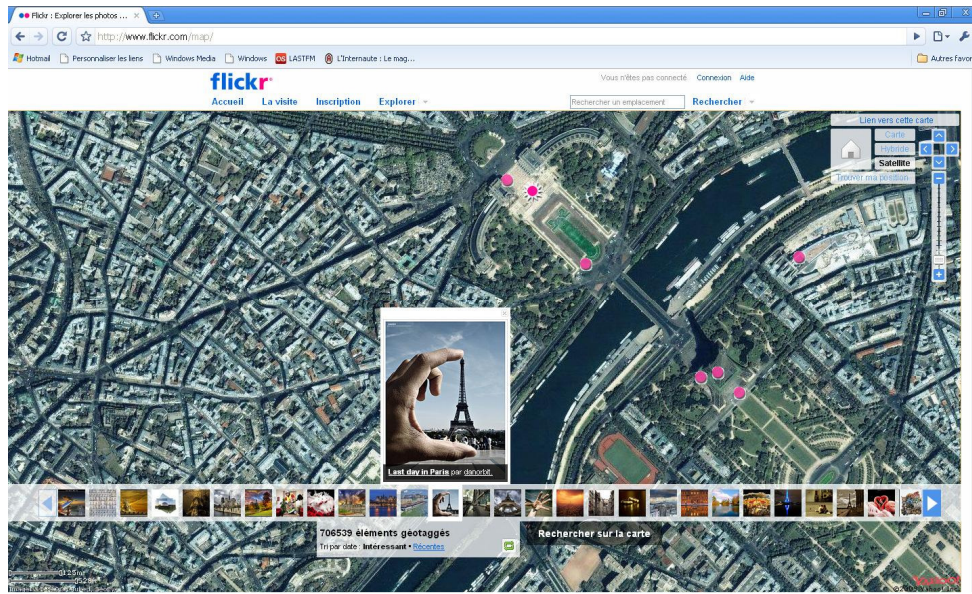 Flickr : Explorer les photos ...
http://www.flickr.com/map/
Hotmail Personnaliser les liens Windows Media Windows LASTFM L'Internaute : Le mag... Autres favor
flickr
Vous n'êtes pas connecté Connexion Aide
Accueil La visite Inscription Explorer
Rechercher un emplacement Rechercher
Lien vers cette carte
Carte
Hybride
Satellite
Trouver ma position
Last day in Paris par danorbit.
706539 éléments géotaggés
Tri par date : Intéressant • Récentes
Rechercher sur la carte
YAHOO!